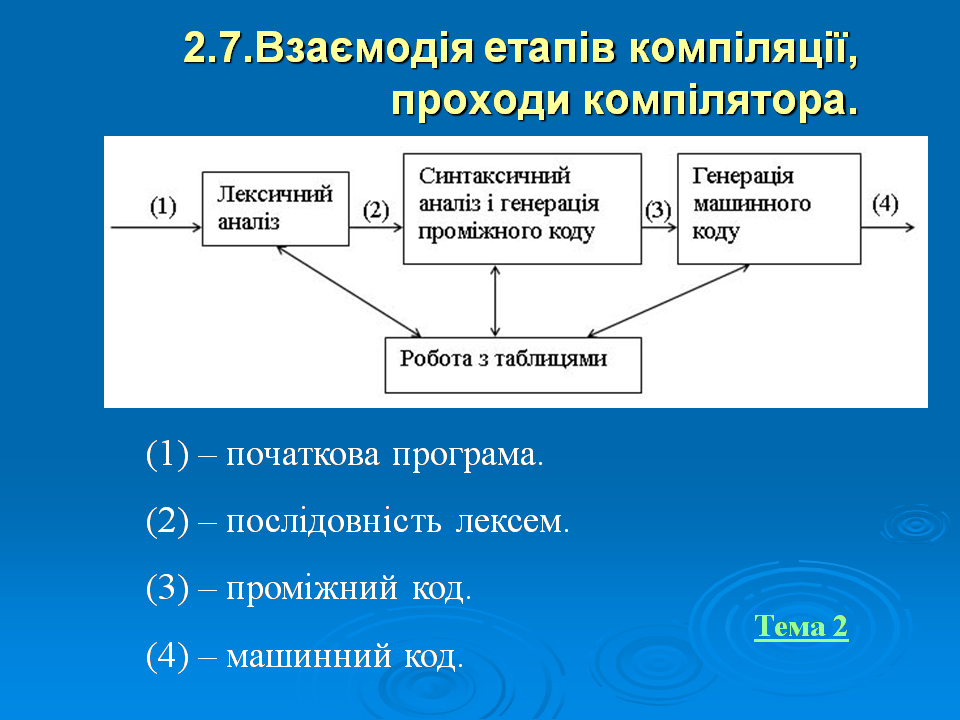 2.7.Взаємодія етапів компіляції,
проходи компілятора.
(1)
Лексичний
аналіз
(2)
Синтаксичний
аналіз і генерація
проміжного коду
(3)
Генерація
машинного
коду
(4)
Робота з таблицями
(1) – початкова програма.
(2) – послідовність лексем.
(3) – проміжний код.
(4) – машинний код.
Тема 2